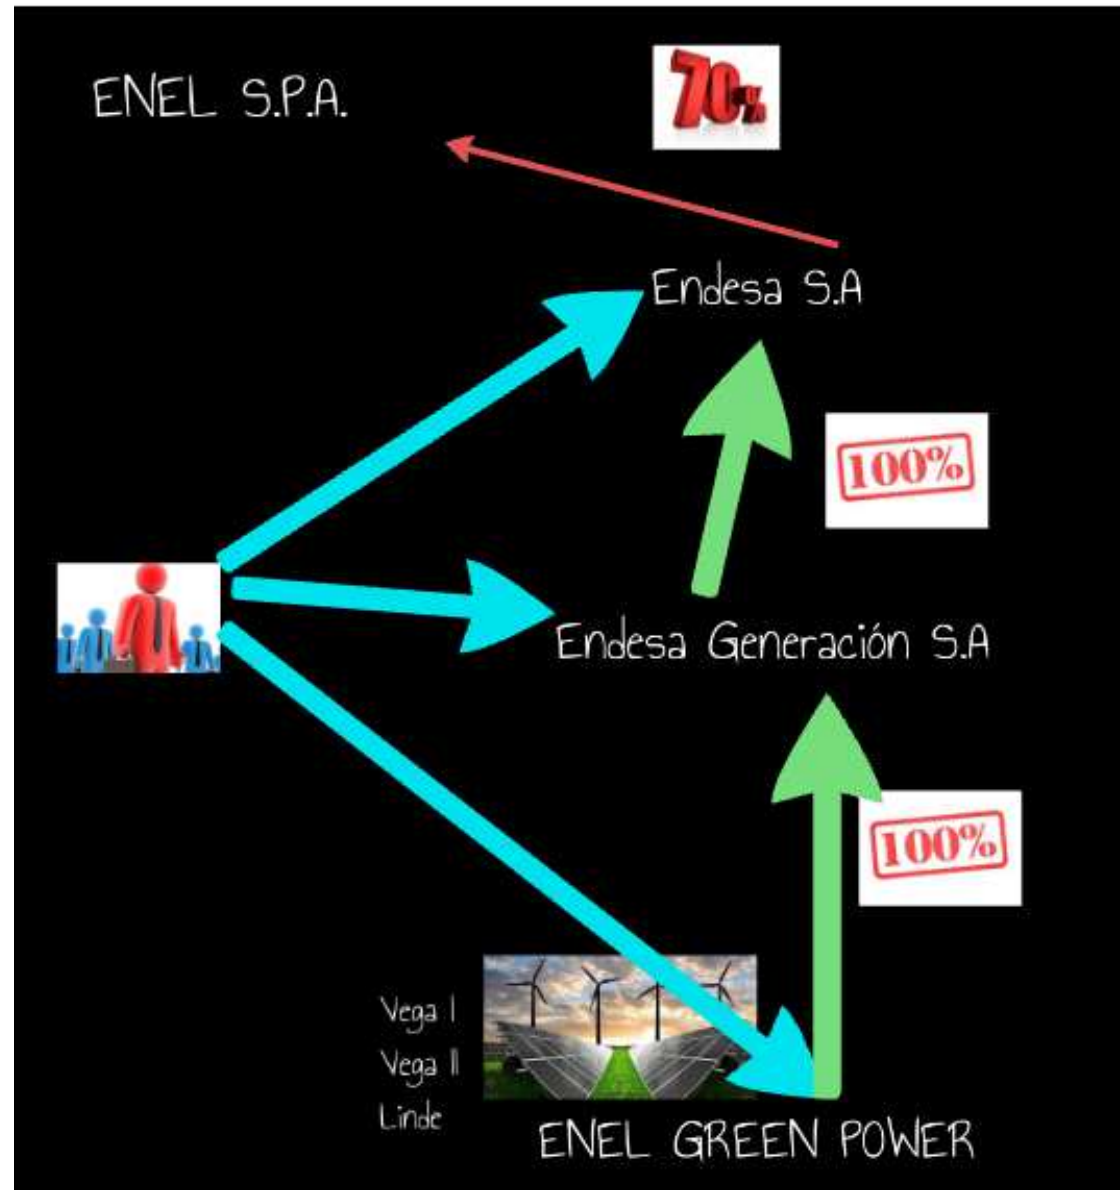 ENEL S.P.A.
70%
Endesa S.A
100%
Endesa Generación S.A
100%
Vega I
Vega II
Linde
ENEL GREEN POWER